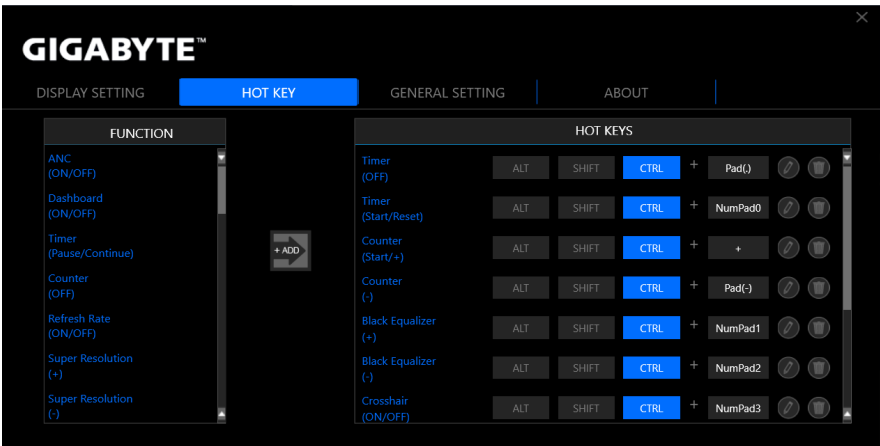 GIGABYTE™
DISPLAY SETTING
HOT KEY
GENERAL SETTING
ABOUT
FUNCTION
ANC
(ON/OFF)
Dashboard
(ON/OFF)
Timer
(Pause/Continue)
Counter
(OFF)
Refresh Rate
(ON/OFF)
Super Resolution
(+)
Super Resolution
(-)
+ ADD
HOT KEYS
Timer
(OFF)
ALT SHIFT CTRL + Pad(.)
Timer
(Start/Reset)
ALT SHIFT CTRL + NumPad0
Counter
(Start/+)
ALT SHIFT CTRL + +
Counter
(-)
ALT SHIFT CTRL + Pad(-)
Black Equalizer
(+)
ALT SHIFT CTRL + NumPad1
Black Equalizer
(-)
ALT SHIFT CTRL + NumPad2
Crosshair
(ON/OFF)
ALT SHIFT CTRL + NumPad3